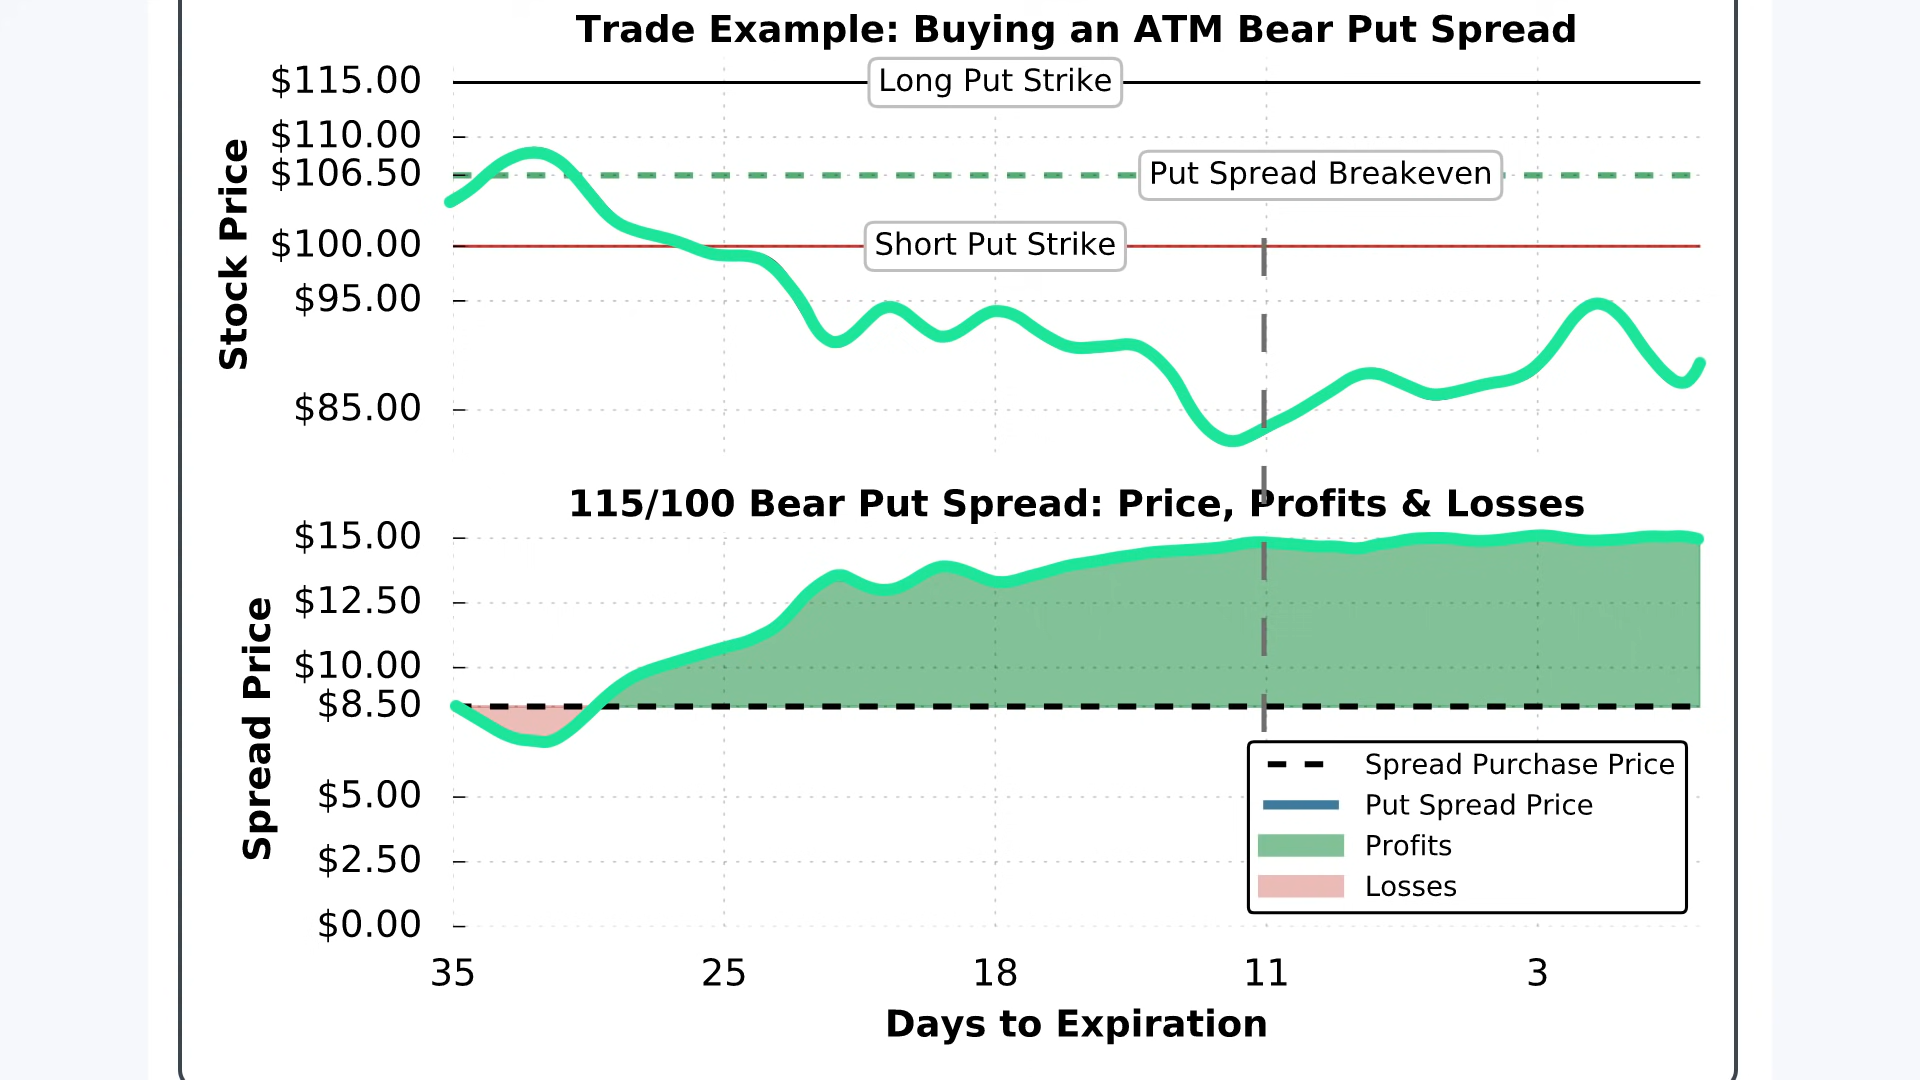 Trade Example: Buying an ATM Bear Put Spread
$115.00
Long Put Strike
$110.00
$106.50
Put Spread Breakeven
$100.00
Short Put Strike
$95.00
$85.00
Stock Price
115/100 Bear Put Spread: Price, Profits & Losses
$15.00
$12.50
$10.00
$8.50
$5.00
$2.50
$0.00
Spread Price
Spread Purchase Price
Put Spread Price
Profits
Losses
35 25 18 11 3
Days to Expiration